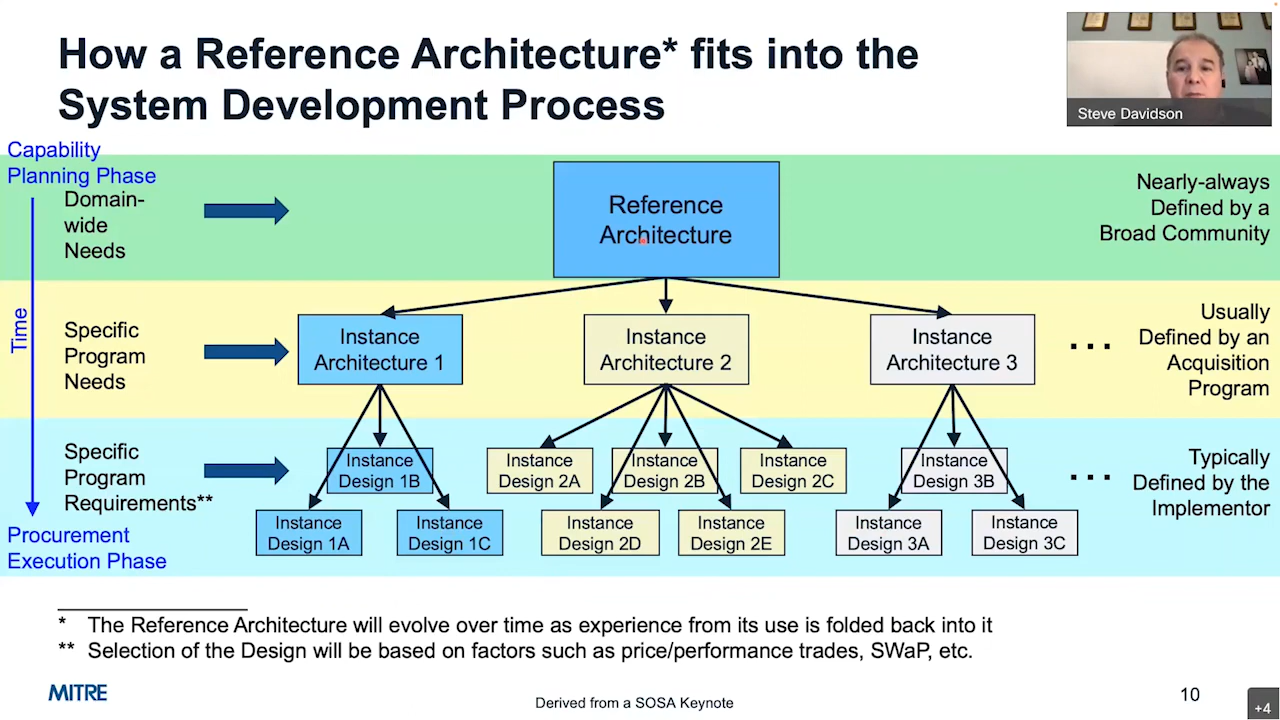 How a Reference Architecture* fits into the
System Development Process
Steve Davidson
Capability
Planning Phase
Domain-
wide
Needs
Reference
Architecture
Nearly-always
Defined by a
Broad Community
Time
Specific
Program
Needs
Instance
Architecture 1
Instance
Architecture 2
Instance
Architecture 3
...
Usually
Defined by an
Acquisition
Program
Specific
Program
Requirements**
Instance
Design 1B
Instance
Design 2A
Instance
Design 2B
Instance
Design 2C
Instance
Design 3B
...
Typically
Defined by the
Implementor
Instance
Design 1A
Instance
Design 1C
Instance
Design 2D
Instance
Design 2E
Instance
Design 3A
Instance
Design 3C
Procurement
Execution Phase
* The Reference Architecture will evolve over time as experience from its use is folded back into it
** Selection of the Design will be based on factors such as price/performance trades, SWaP, etc.
MITRE
Derived from a SOSA Keynote
10
+4